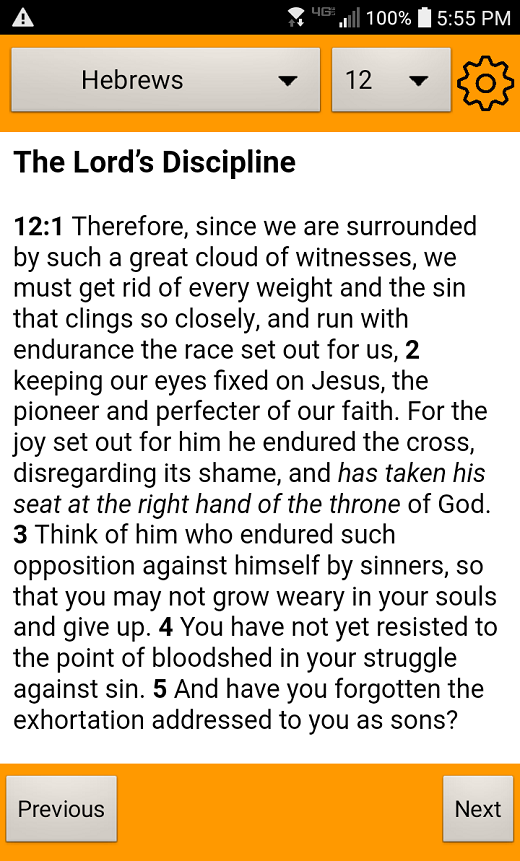 4G 100% 5:55 PM
Hebrews 12
The Lord’s Discipline
12:1 Therefore, since we are surrounded
by such a great cloud of witnesses, we
must get rid of every weight and the sin
that clings so closely, and run with
endurance the race set out for us, 2
keeping our eyes fixed on Jesus, the
pioneer and perfecter of our faith. For the
joy set out for him he endured the cross,
disregarding its shame, and has taken his
seat at the right hand of the throne of God.
3 Think of him who endured such
opposition against himself by sinners, so
that you may not grow weary in your souls
and give up. 4 You have not yet resisted to
the point of bloodshed in your struggle
against sin. 5 And have you forgotten the
exhortation addressed to you as sons?
Previous Next